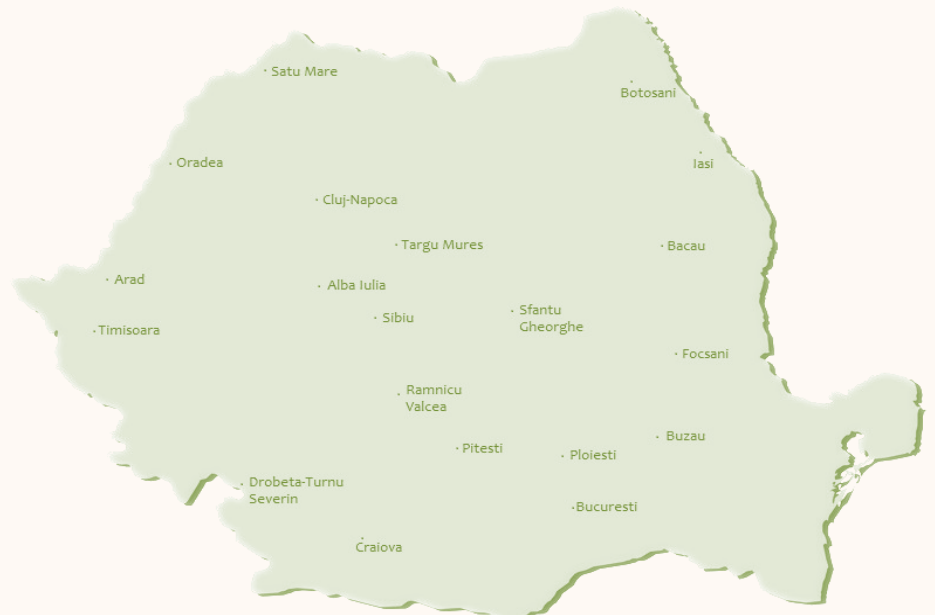 Satu Mare
Botosani
Oradea
Iasi
Cluj-Napoca
Targu Mures
Bacau
Arad
Alba Iulia
Sibiu
Sfantu
Gheorghe
Timisoara
Focsani
Ramnicu
Valcea
Buzau
Pitesti
Ploiesti
Drobeta-Turnu
Severin
Bucuresti
Craiova